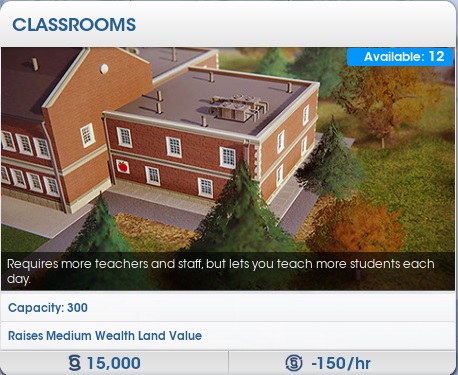 CLASSROOMS
Available: 12
Requires more teachers and staff, but lets you teach more students each
day.
Capacity: 300
Raises Medium Wealth Land Value
15,000
-150/hr